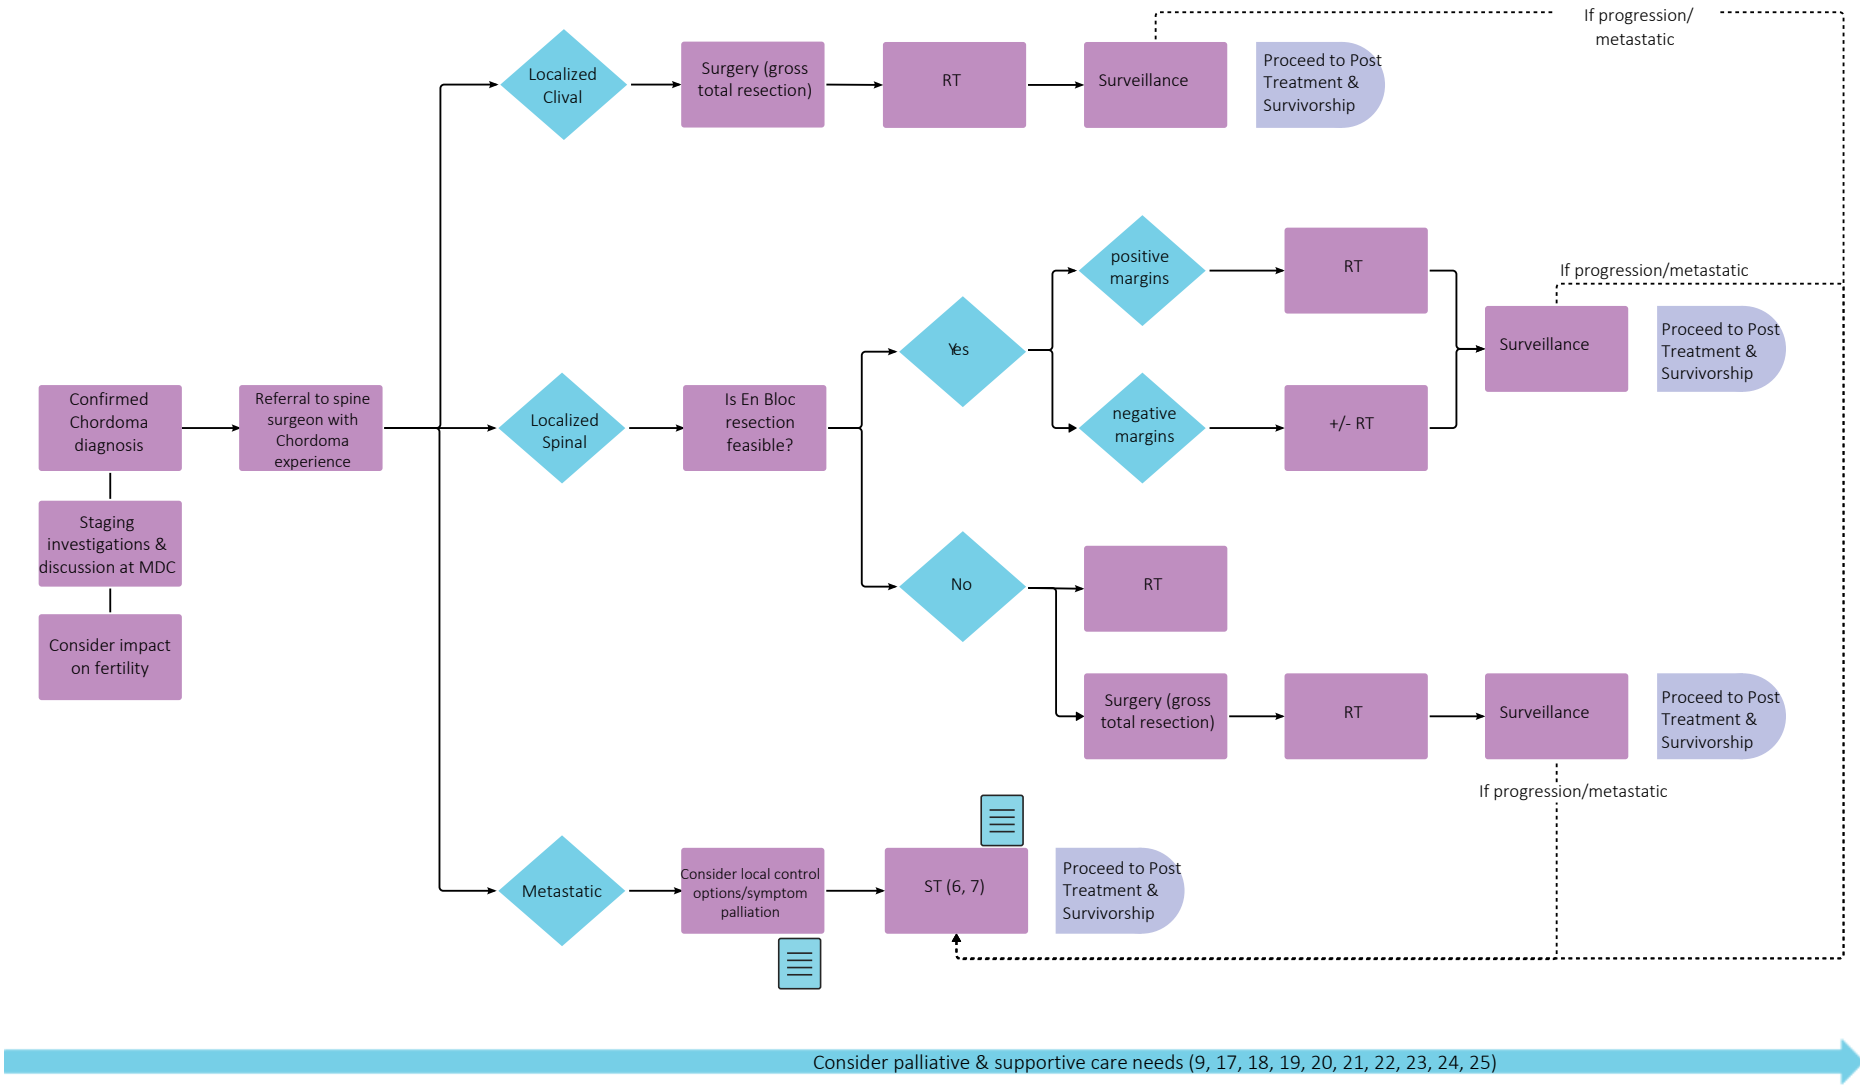 If progression/
metastatic
Localized
Clival
Surgery (gross
total resection)
RT
Surveillance
Proceed to Post
Treatment &
Survivorship
positive
margins
RT
If progression/metastatic
Yes
Surveillance
Proceed to Post
Treatment &
Survivorship
Confirmed
Chordoma
diagnosis
Referral to spine
surgeon with
Chordoma
experience
Localized
Spinal
Is En Bloc
resection
feasible?
negative
margins
+/- RT
Staging
investigations &
discussion at MDC
No
RT
Consider impact
on fertility
Surgery (gross
total resection)
RT
Surveillance
Proceed to Post
Treatment &
Survivorship
If progression/metastatic
Metastatic
Consider local control
options/symptom
palliation
ST (6, 7)
Proceed to Post
Treatment &
Survivorship
Consider palliative & supportive care needs (9, 17, 18, 19, 20, 21, 22, 23, 24, 25)